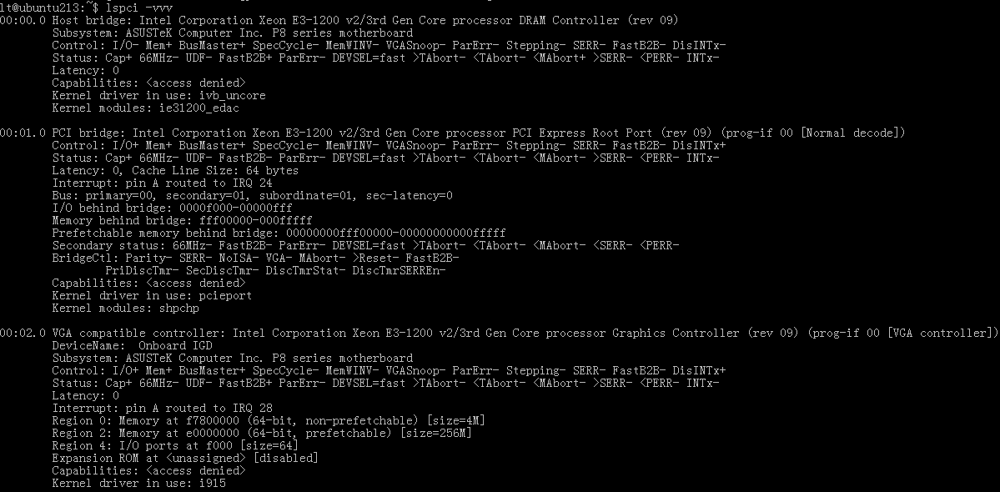 lt@ubuntu213:~$ lspci -vvv
00:00.0 Host bridge: Intel Corporation Xeon E3-1200 v2/3rd Gen Core processor DRAM Controller (rev 09)
Subsystem: ASUSTeK Computer Inc. P8 series motherboard
Control: I/O- Mem+ BusMaster+ SpecCycle- MemWINV- VGASnoop- ParErr- Stepping- SERR- FastB2B- DisINTx-
Status: Cap+ 66MHz- UDF- FastB2B+ ParErr- DEVSEL=fast >TAbort- <TAbort- <MAbort+ >SERR- <PERR- INTx-
Latency: 0
Capabilities: <access denied>
Kernel driver in use: ivb_uncore
Kernel modules: ie31200_edac
00:01.0 PCI bridge: Intel Corporation Xeon E3-1200 v2/3rd Gen Core processor PCI Express Root Port (rev 09) (prog-if 00 [Normal decode])
Control: I/O+ Mem+ BusMaster+ SpecCycle- MemWINV- VGASnoop- ParErr- Stepping- SERR- FastB2B- DisINTx+
Status: Cap+ 66MHz- UDF- FastB2B- ParErr- DEVSEL=fast >TAbort- <TAbort- <MAbort- >SERR- <PERR- INTx-
Latency: 0, Cache Line Size: 64 bytes
Interrupt: pin A routed to IRQ 24
Bus: primary=00, secondary=01, subordinate=01, sec-latency=0
I/O behind bridge: 0000f000-00000fff
Memory behind bridge: fff00000-000fffff
Prefetchable memory behind bridge: 00000000fff00000-00000000000fffff
Secondary status: 66MHz- FastB2B- ParErr- DEVSEL=fast >TAbort- <TAbort- <MAbort- <SERR- <PERR-
BridgeCtl: Parity- SERR- NoISA- VGA- MAbort- >Reset- FastB2B-
PriDiscTmr- SecDiscTmr- DiscTmrStat- DiscTmrSERREn-
Capabilities: <access denied>
Kernel driver in use: pcieport
Kernel modules: shpchp
00:02.0 VGA compatible controller: Intel Corporation Xeon E3-1200 v2/3rd Gen Core processor Graphics Controller (rev 09) (prog-if 00 [VGA controller])
DeviceName:  Onboard IGD
Subsystem: ASUSTeK Computer Inc. P8 series motherboard
Control: I/O+ Mem+ BusMaster+ SpecCycle- MemWINV- VGASnoop- ParErr- Stepping- SERR- FastB2B- DisINTx+
Status: Cap+ 66MHz- UDF- FastB2B+ ParErr- DEVSEL=fast >TAbort- <TAbort- <MAbort- >SERR- <PERR- INTx-
Latency: 0
Interrupt: pin A routed to IRQ 28
Region 0: Memory at f7800000 (64-bit, non-prefetchable) [size=4M]
Region 2: Memory at e0000000 (64-bit, prefetchable) [size=256M]
Region 4: I/O ports at f000 [size=64]
Expansion ROM at <unassigned> [disabled]
Capabilities: <access denied>
Kernel driver in use: i915